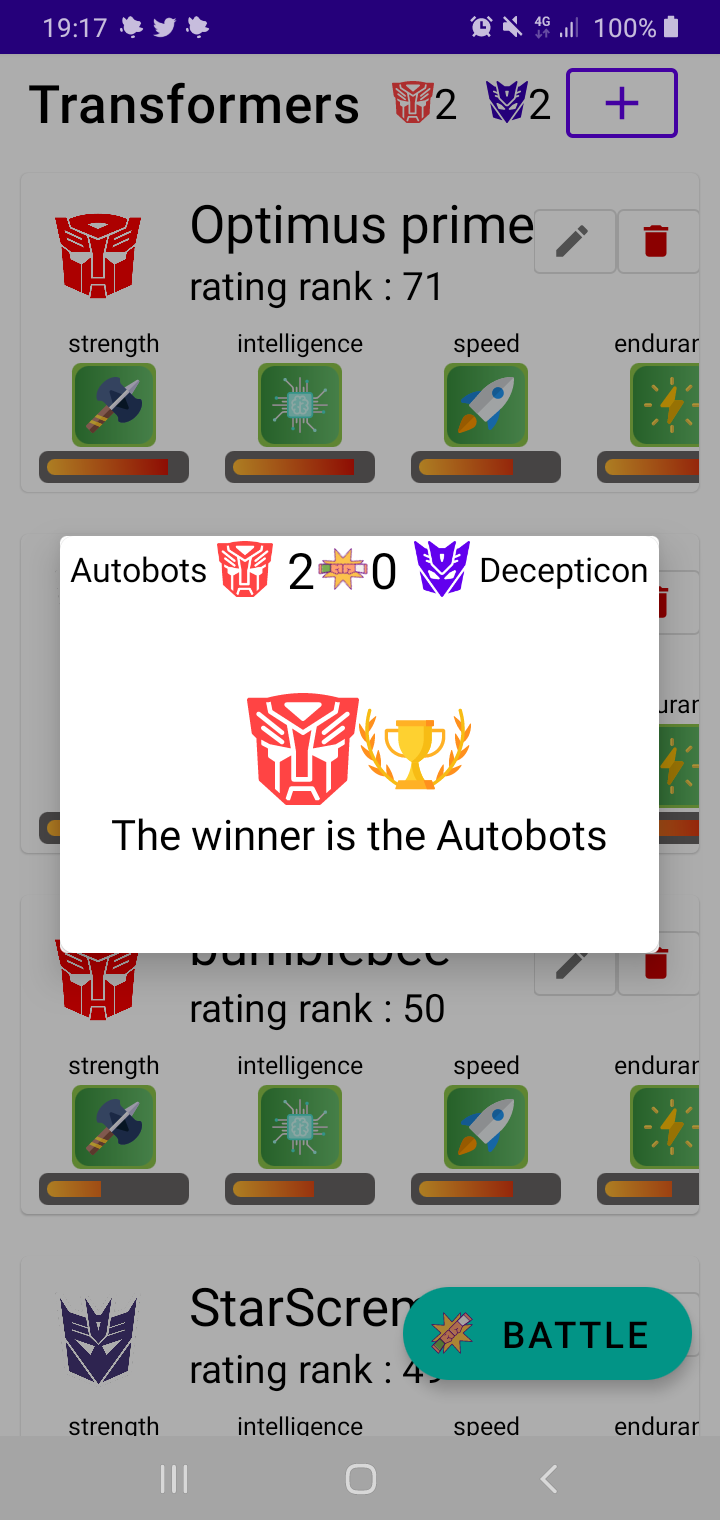 19:17 4G 100%
Transformers 2 2 +
Optimus prime
rating rank : 71
strength intelligence speed enduran
Autobots 2 0 Decepticon
The winner is the Autobots
bumblebee
rating rank : 50
strength intelligence speed enduran
StarScrem
BATTLE
rating rank : 49
strength intelligence speed enduran